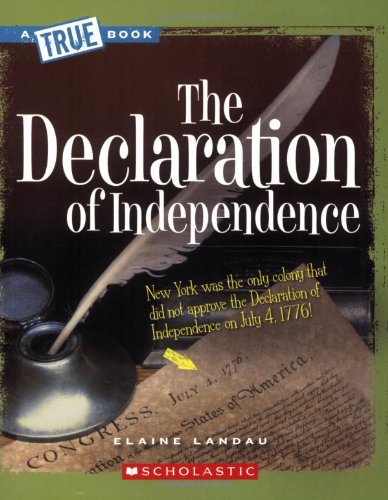 A TRUE BOOK
The
Declaration
of Independence
New York was the only colony that
did not approve the Declaration of
Independence on July 4, 1776!
CONGRESS, JULY 4, 1776.
States of America,
ELAINE LANDAU
SCHOLASTIC